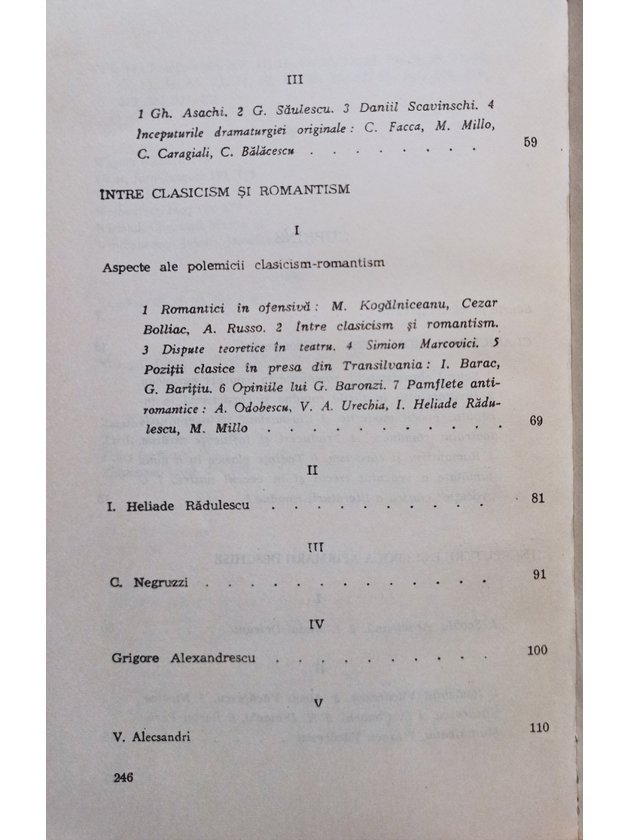 III
1 Gh. Asachi. 2 G. Săulescu. 3 Daniil Scavinschi. 4
Inceputurile dramaturgiei originale : C. Facca, M. Millo,
C. Caragiali, C. Bălăcescu . . . . . . . . 59
ÎNTRE CLASICISM ȘI ROMANTISM
I
Aspecte ale polemicii clasicism-romantism
1 Romantici în ofensivă : M. Kogălniceanu, Cezar
Bolliac, A. Russo. 2 Intre clasicism și romantism.
3 Dispute teoretice în teatru. 4 Simion Marcovici. 5
Poziții clasice în presa din Transilvania : I. Barac,
G. Barițiu. 6 Opiniile lui G. Baronzi. 7 Pamflete anti-
romantice : A. Odobescu, V. A. Urechia, I. Heliade Rădu-
lescu, M. Millo . . . . . . . . . . . 69
II
I. Heliade Rădulescu . . . . . . . . . . 81
III
C. Negruzzi . . . . . . . . . . . . . 91
IV
Grigore Alexandrescu . . . . . . . . . . 100
V
V. Alecsandri 110
246